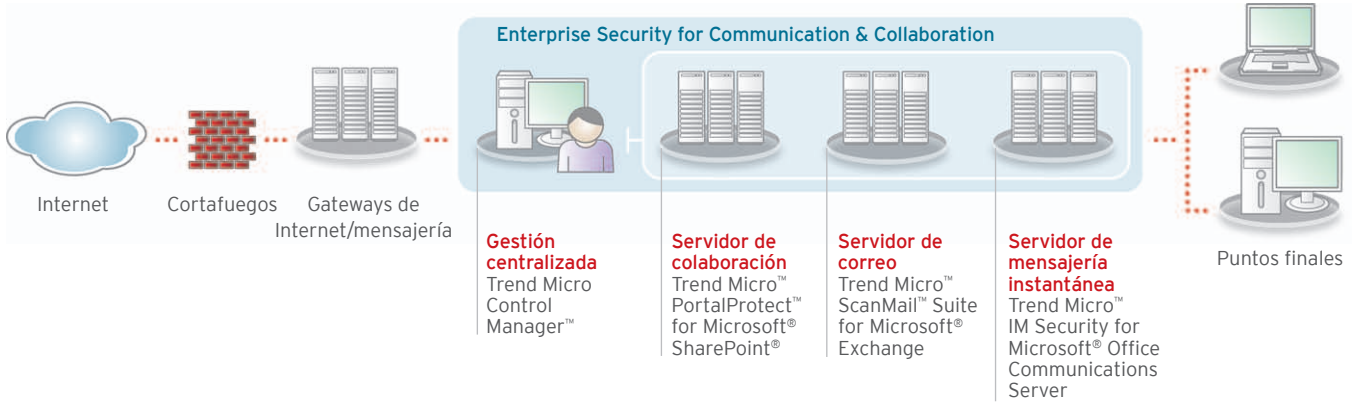 Enterprise Security for Communication & Collaboration
Internet
Cortafuegos
Gateways de
Internet/mensajería
Gestión
centralizada
Trend Micro
Control
Manager™
Servidor de
colaboración
Trend Micro™
PortalProtect™
for Microsoft®
SharePoint®
Servidor de
correo
Trend Micro™
ScanMail™ Suite
for Microsoft®
Exchange
Servidor de
mensajería
instantánea
Trend Micro™
IM Security for
Microsoft® Office
Communications
Server
Puntos finales